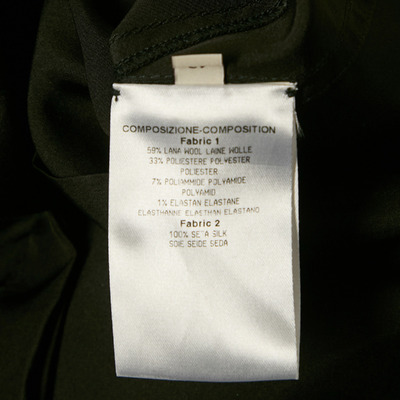 COMPOSIZIONE-COMPOSITION
Fabric 1
59% LANA WOOL LAINE WOLLE
33% POLIESTERE POLYESTER
POLIESTER
7% POLIAMMIDE POLYAMIDE
POLYAMID
1% ELASTAN ELASTANE
ELASTHANNE ELAETHAN ELASTANO
Fabric 2
100% SETA SILK
SOIE SEIDE SEDA